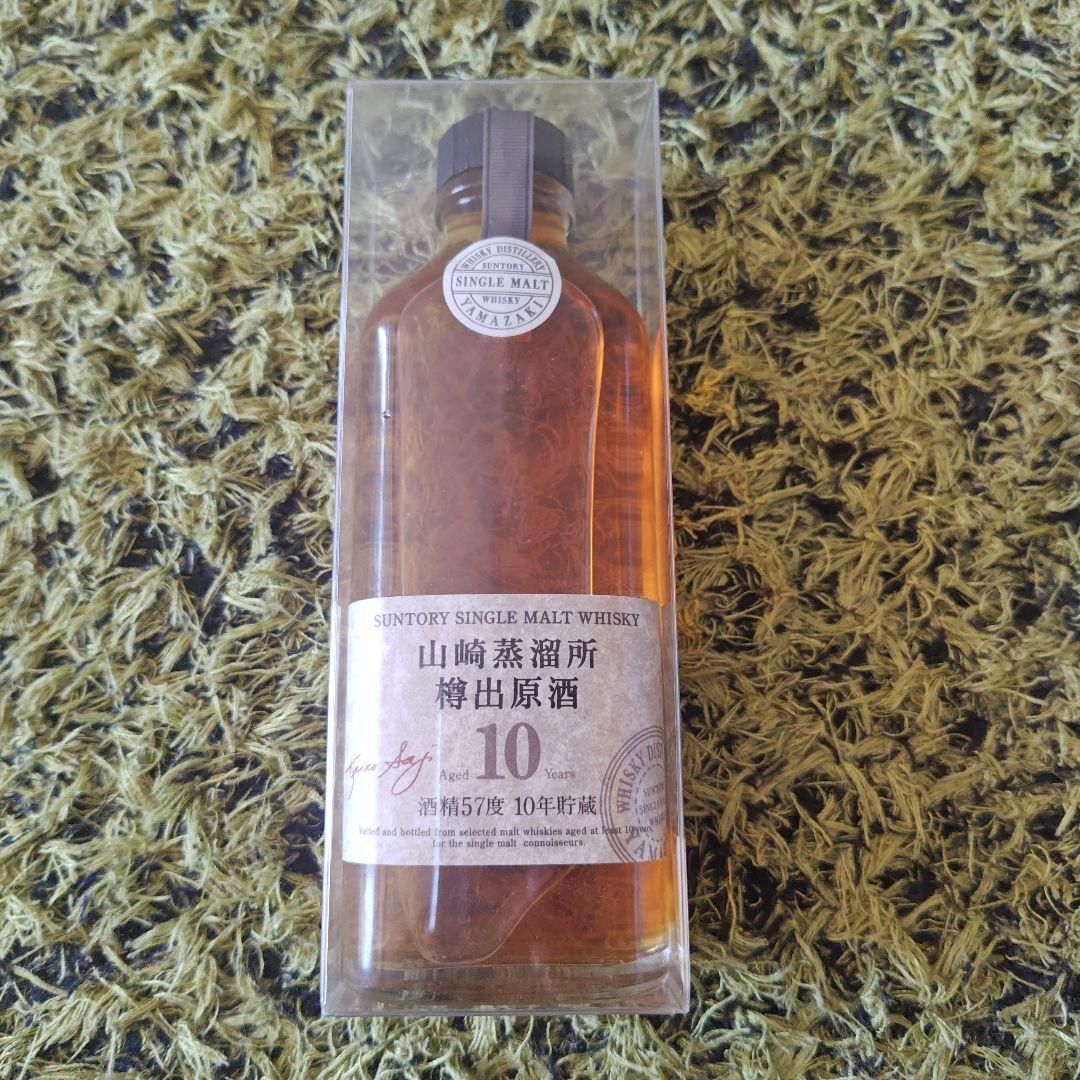 WHISKY DISTILLERY
SUNTORY
SINGLE MALT
WHISKY
YAMAZAKI
SUNTORY SINGLE MALT WHISKY
山崎蒸溜所
樽出原酒
Aged 10 Years
酒精57度 10年貯蔵
Vatted and bottled from selected malt whiskies aged at least 10 years,
for the single malt connoisseurs.
WHISKY
SUNTORY